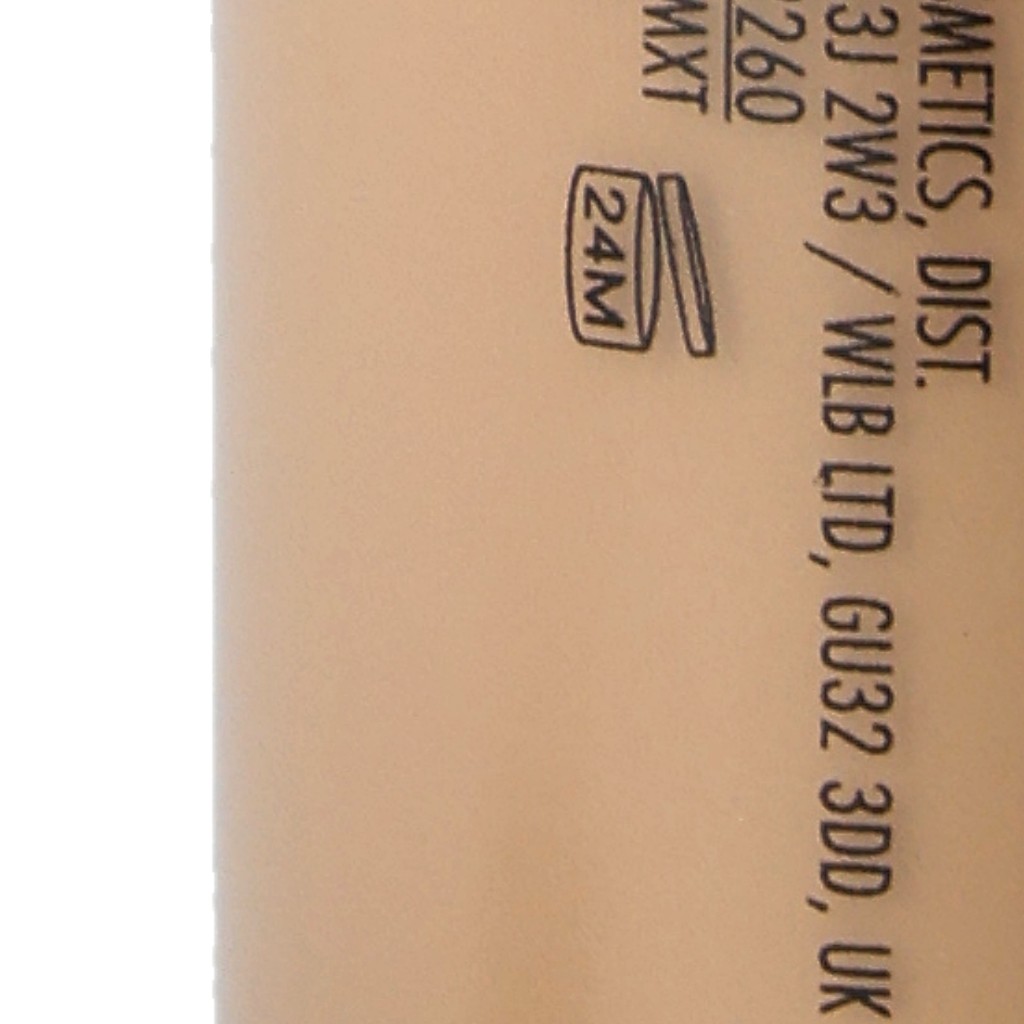 METICS, DIST.
3J 2W3 / WLB LTD, GU32 3DD, UK
260
MXT
24M